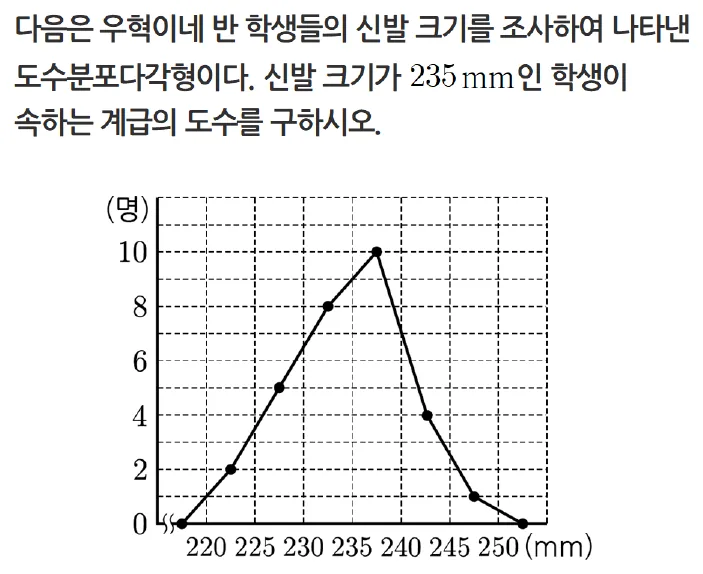 다음은 우혁이네 반 학생들의 신발 크기를 조사하여 나타낸
도수분포다각형이다. 신발 크기가 235mm인 학생이
속하는 계급의 도수를 구하시오.
(명)
10
8
6
4
2
0
220 225 230 235 240 245 250 (mm)